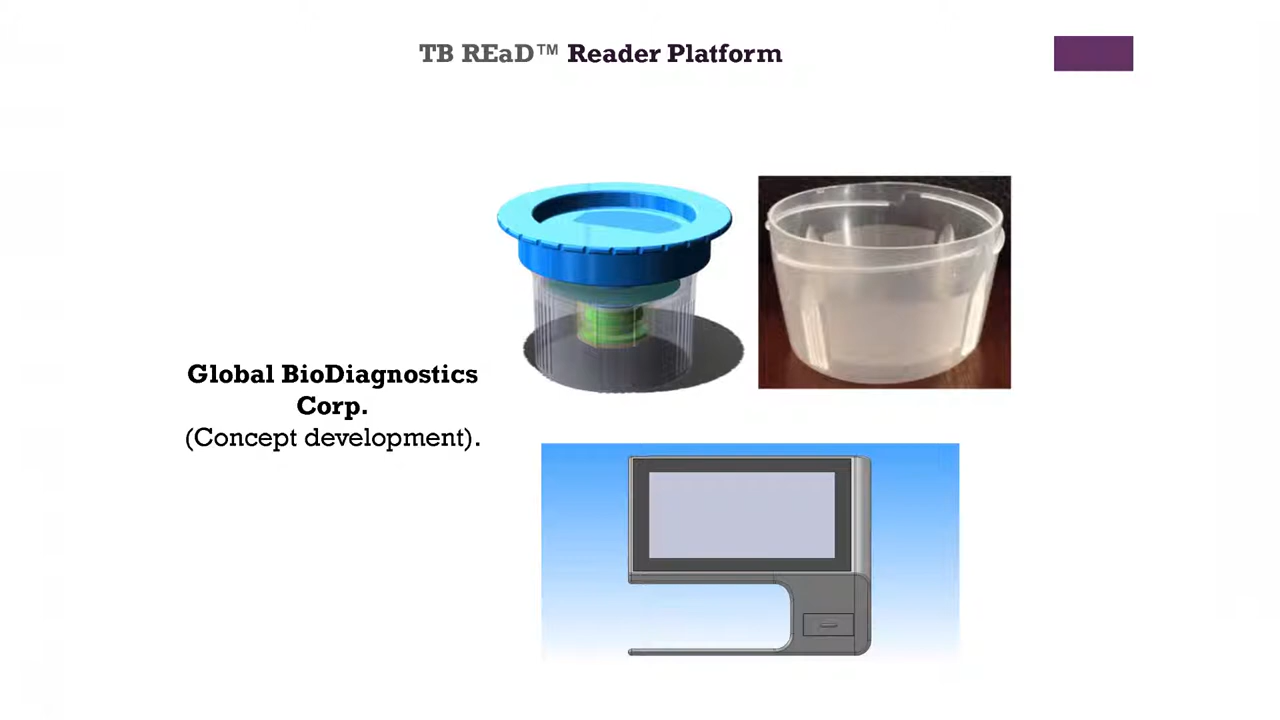 TB REaD™ Reader Platform
Global BioDiagnostics
Corp.
(Concept development).